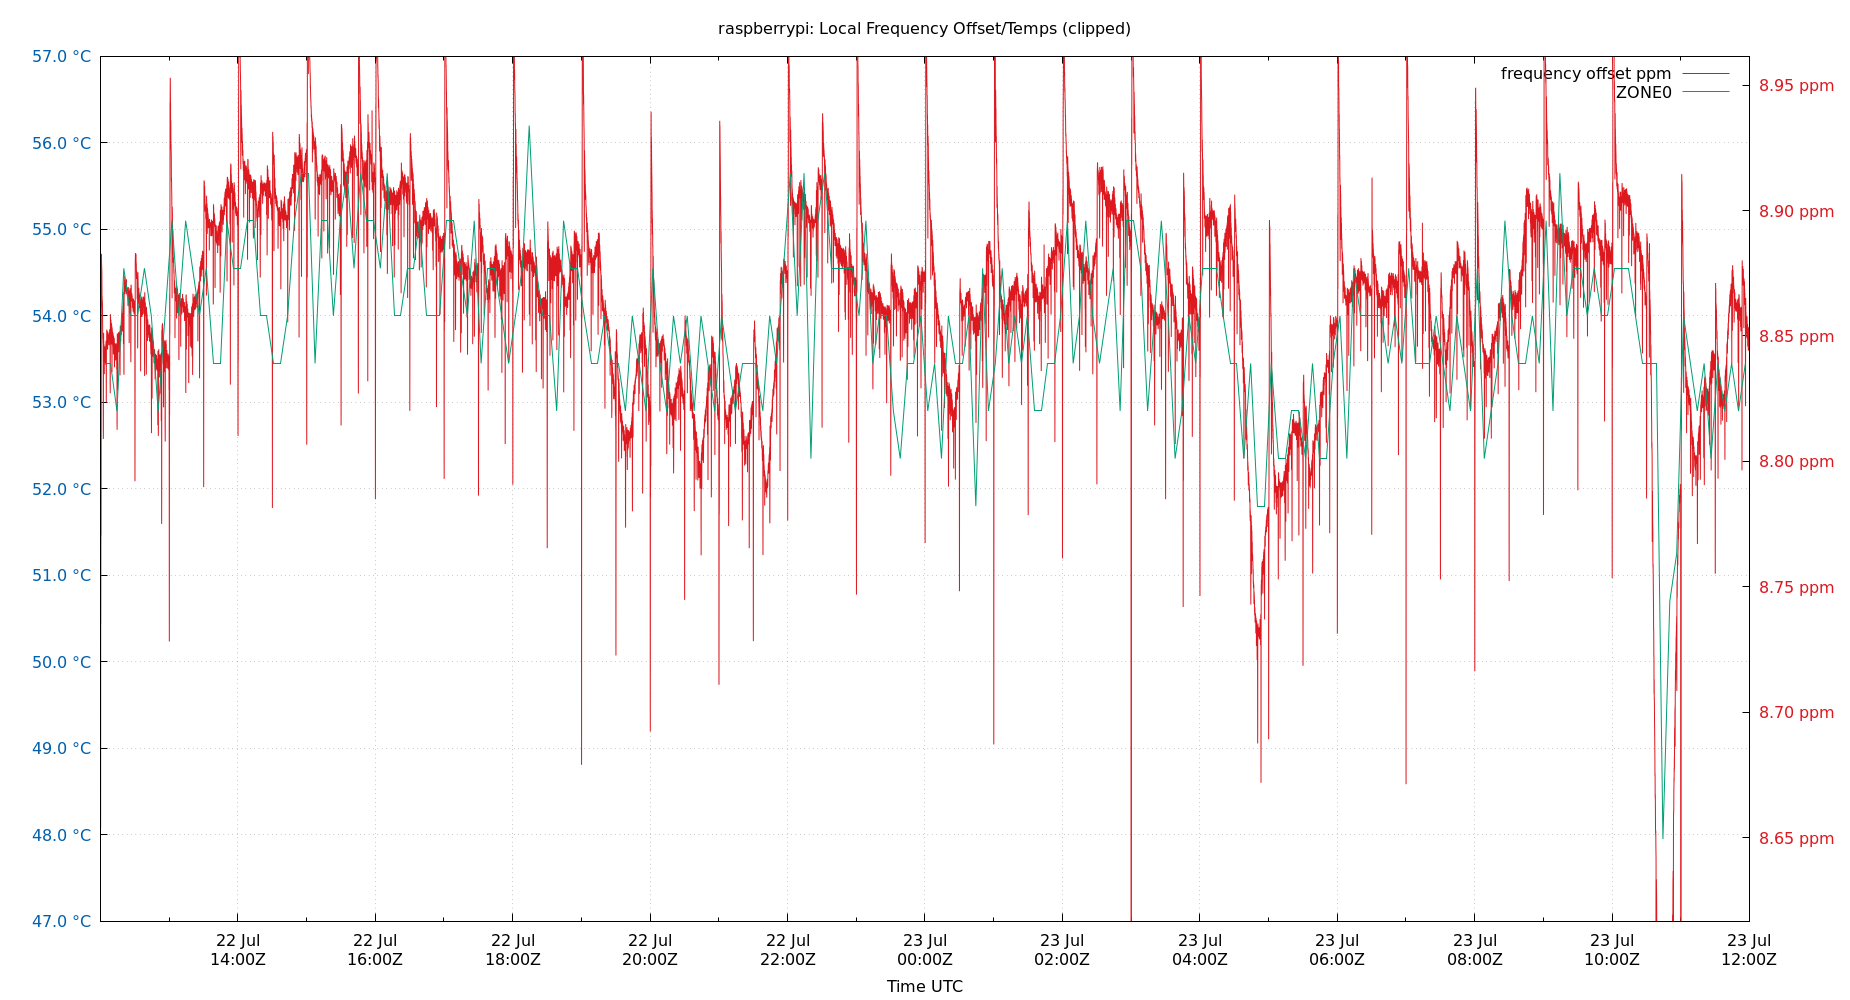 raspberrypi: Local Frequency Offset/Temps (clipped)
frequency offset ppm
ZONE0
57.0 °C
56.0 °C
55.0 °C
54.0 °C
53.0 °C
52.0 °C
51.0 °C
50.0 °C
49.0 °C
48.0 °C
47.0 °C
8.95 ppm
8.90 ppm
8.85 ppm
8.80 ppm
8.75 ppm
8.70 ppm
8.65 ppm
22 Jul
14:00Z
22 Jul
16:00Z
22 Jul
18:00Z
22 Jul
20:00Z
22 Jul
22:00Z
23 Jul
00:00Z
23 Jul
02:00Z
23 Jul
04:00Z
23 Jul
06:00Z
23 Jul
08:00Z
23 Jul
10:00Z
23 Jul
12:00Z
Time UTC